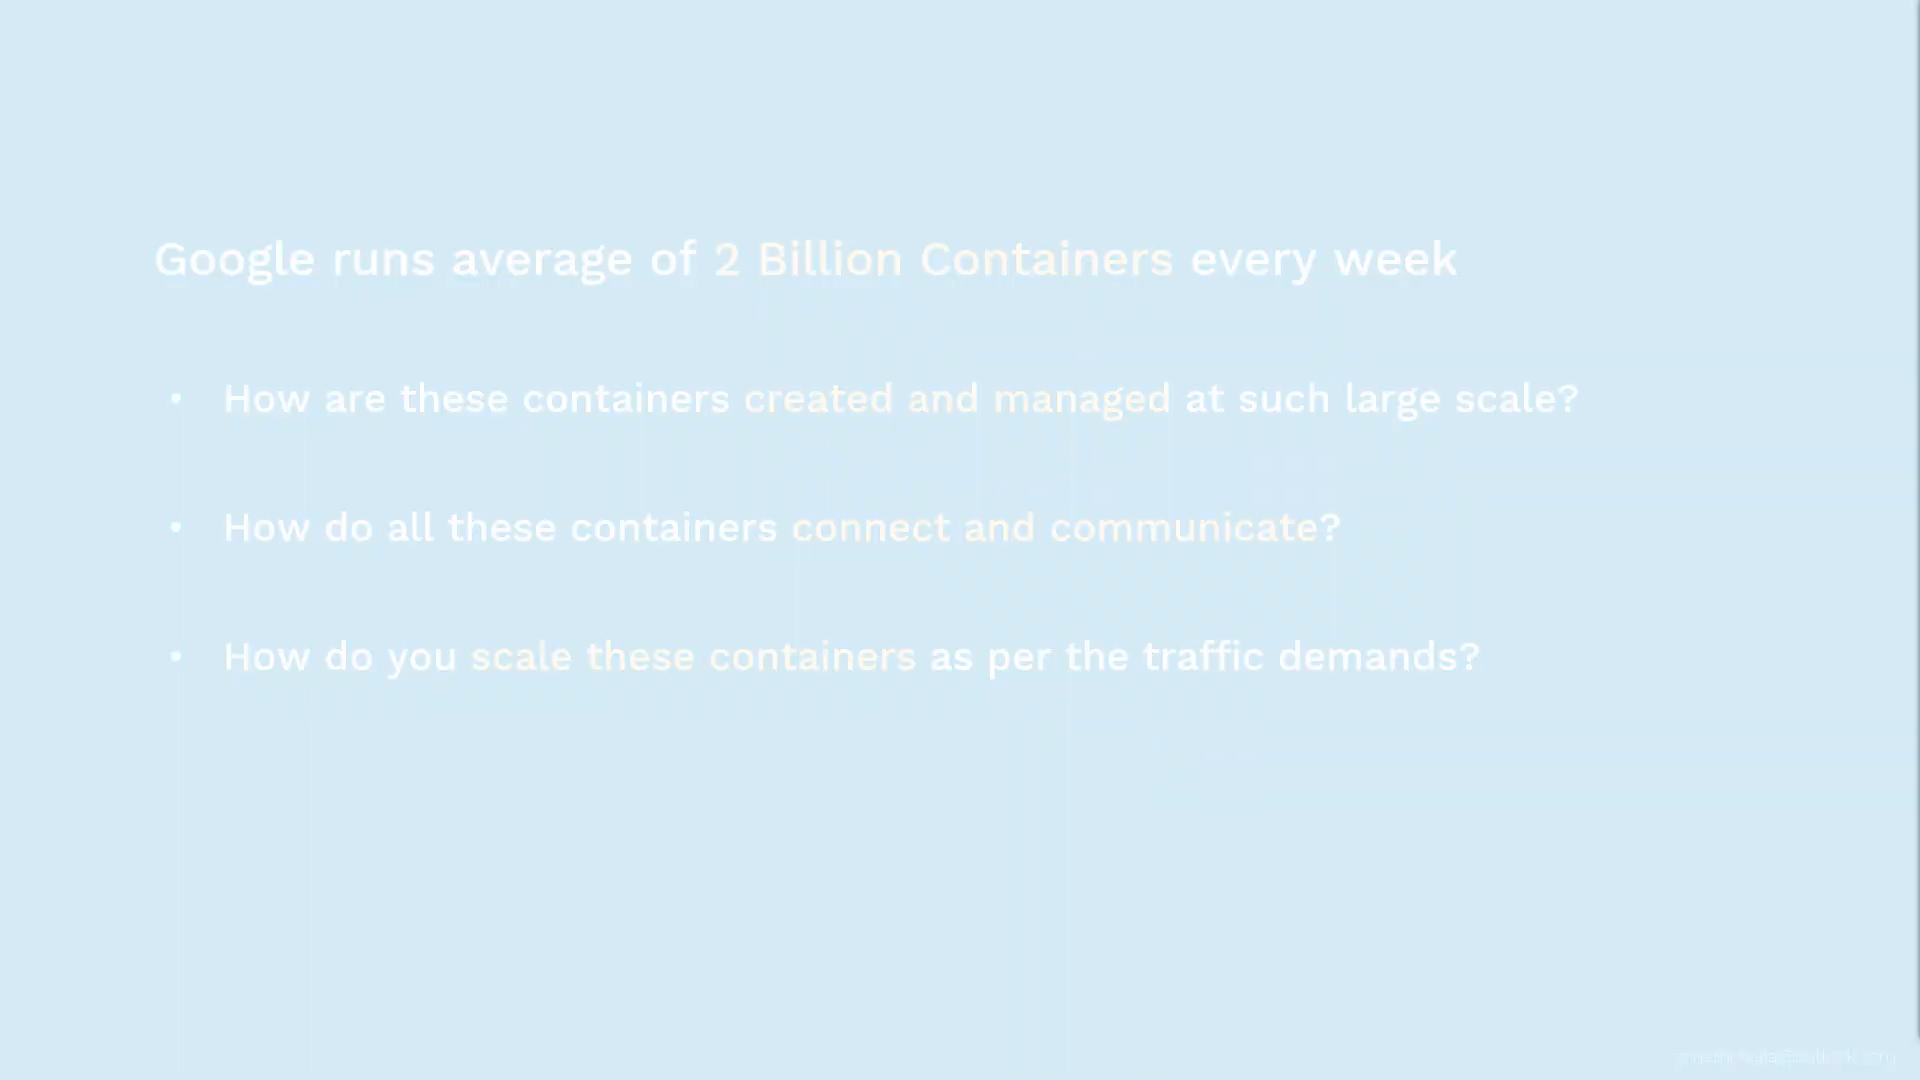 Google runs average of 2 Billion Containers every week
• How are these containers created and managed at such large scale?
• How do all these containers connect and communicate?
• How do you scale these containers as per the traffic demands?